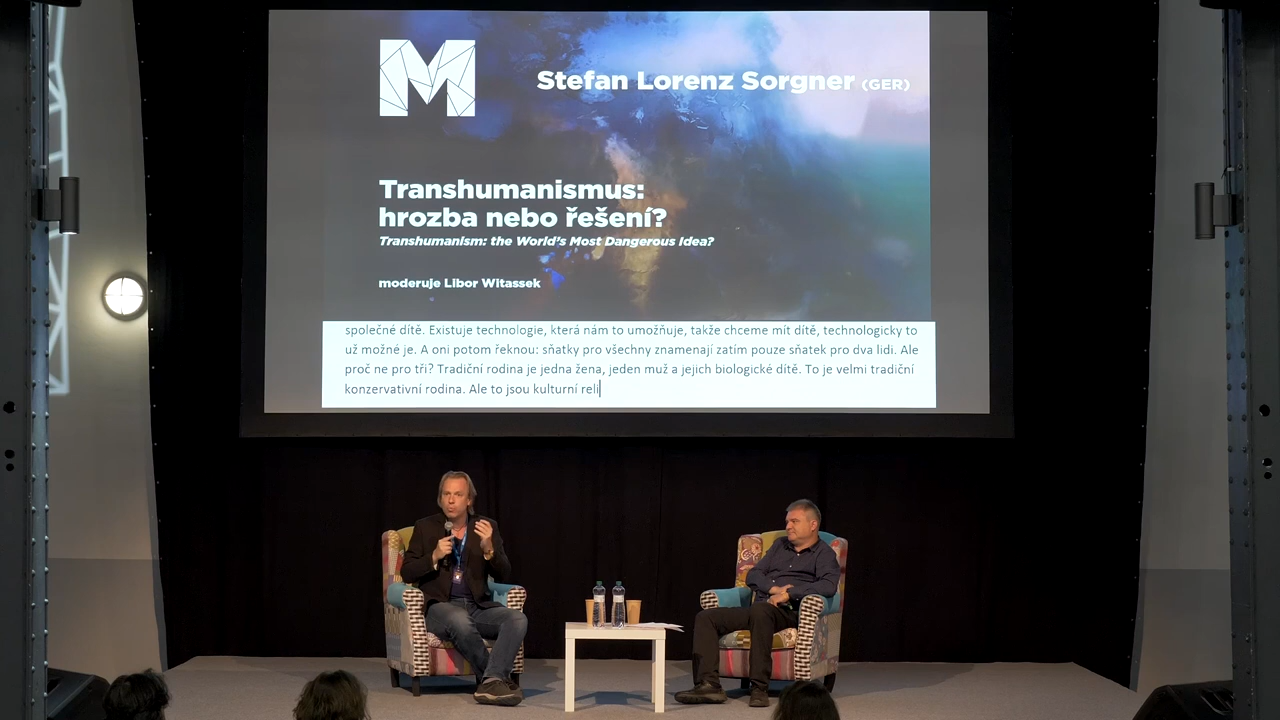 M
Stefan Lorenz Sorgner (GER)
Transhumanismus:
hrozba nebo řešení?
Transhumanism: the World's Most Dangerous Idea?
moderuje Libor Witassek
společné dítě. Existuje technologie, která nám to umožňuje, takže chceme mít dítě, technologicky to
už možné je. A oni potom řeknou: sňatky pro všechny znamenají zatím pouze sňatek pro dva lidi. Ale
proč ne pro tři? Tradiční rodina je jedna žena, jeden muž a jejich biologické dítě. To je velmi tradiční
konzervativní rodina. Ale to jsou kulturní reli